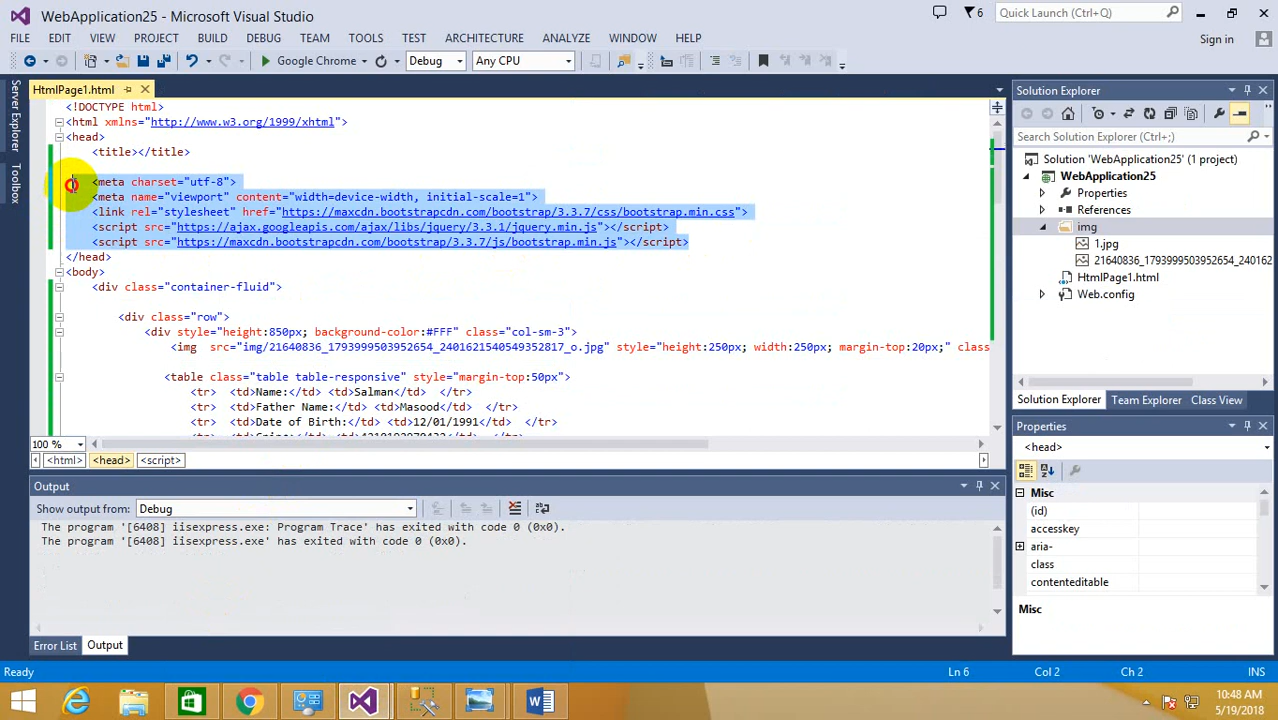 WebApplication25 - Microsoft Visual Studio
6
Quick Launch (Ctrl+Q)
FILE EDIT VIEW PROJECT BUILD DEBUG TEAM TOOLS TEST ARCHITECTURE ANALYZE WINDOW HELP
Sign in
Google Chrome
Debug
Any CPU
Server Explorer
Toolbox
HtmlPage1.html
<!DOCTYPE html>
<html xmlns="http://www.w3.org/1999/xhtml">
<head>
<title></title>
<meta charset="utf-8">
<meta name="viewport" content="width=device-width, initial-scale=1">
<link rel="stylesheet" href="https://maxcdn.bootstrapcdn.com/bootstrap/3.3.7/css/bootstrap.min.css">
<script src="https://ajax.googleapis.com/ajax/libs/jquery/3.3.1/jquery.min.js"></script>
<script src="https://maxcdn.bootstrapcdn.com/bootstrap/3.3.7/js/bootstrap.min.js"></script>
</head>
<body>
<div class="container-fluid">
<div class="row">
<div style="height:850px; background-color:#FFF" class="col-sm-3">
<img src="img/21640836_1793999503952654_2401621540549352817_o.jpg" style="height:250px; width:250px; margin-top:20px;" class
<table class="table table-responsive" style="margin-top:50px">
<tr> <td>Name:</td> <td>Salman</td> </tr>
<tr> <td>Father Name:</td> <td>Masood</td> </tr>
<tr> <td>Date of Birth:</td> <td>12/01/1991</td> </tr>
100 %
<html> <head> <script>
Output
Show output from: Debug
The program '[6408] iisexpress.exe: Program Trace' has exited with code 0 (0x0).
The program '[6408] iisexpress.exe' has exited with code 0 (0x0).
Error List
Output
Solution Explorer
Search Solution Explorer (Ctrl+;)
Solution 'WebApplication25' (1 project)
WebApplication25
Properties
References
img
1.jpg
21640836_1793999503952654_240162
HtmlPage1.html
Web.config
Solution Explorer Team Explorer Class View
Properties
<head>
Misc
(id)
accesskey
aria-
class
contenteditable
Misc
Ready
Ln 6
Col 2
Ch 2
INS
10:48 AM
5/19/2018